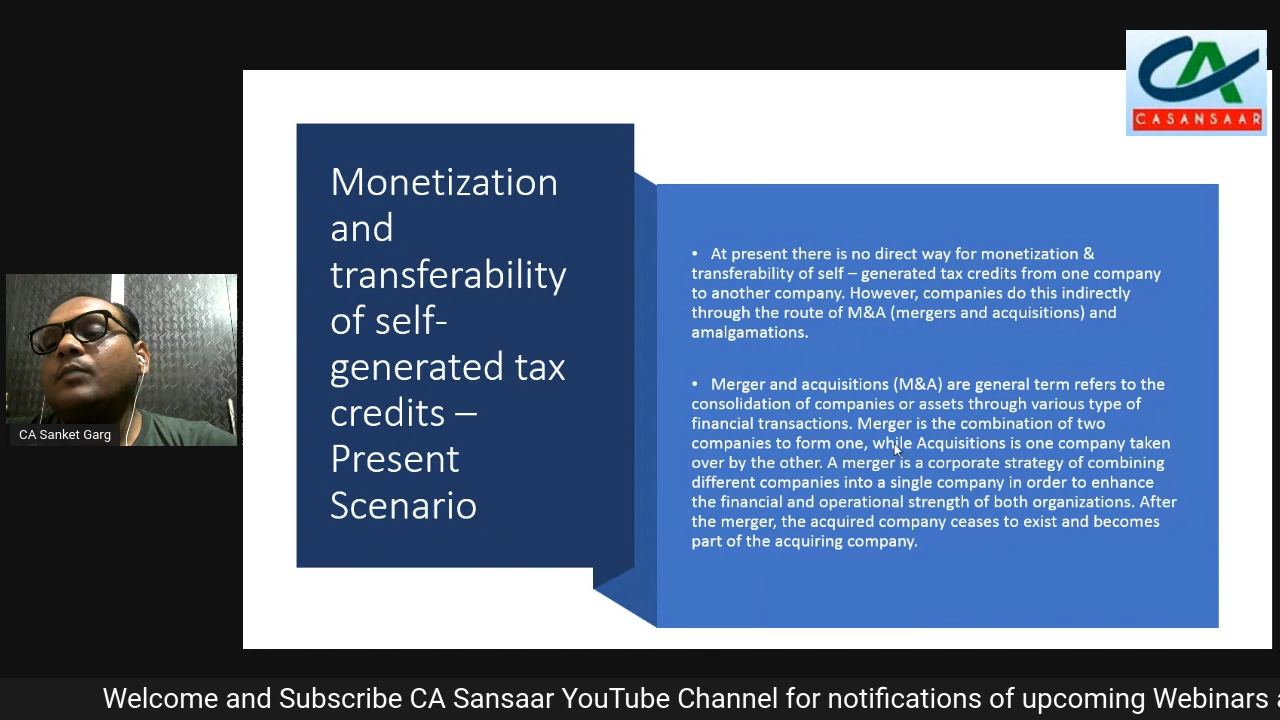 CASANSAAR
Monetization
and
transferability
of self-
generated tax
credits –
Present
Scenario
• At present there is no direct way for monetization &
transferability of self – generated tax credits from one company
to another company. However, companies do this indirectly
through the route of M&A (mergers and acquisitions) and
amalgamations.
• Merger and acquisitions (M&A) are general term refers to the
consolidation of companies or assets through various type of
financial transactions. Merger is the combination of two
companies to form one, while Acquisitions is one company taken
over by the other. A merger is a corporate strategy of combining
different companies into a single company in order to enhance
the financial and operational strength of both organizations. After
the merger, the acquired company ceases to exist and becomes
part of the acquiring company.
CA Sanket Garg
Welcome and Subscribe CA Sansaar YouTube Channel for notifications of upcoming Webinars